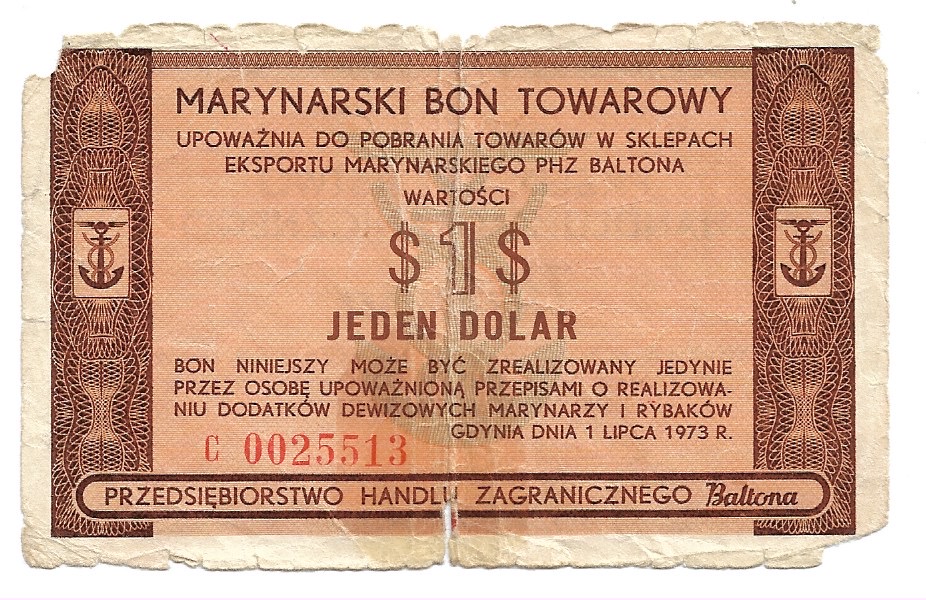 MARYNARSKI BON TOWAROWY
UPOWAŻNIA DO POBRANIA TOWARÓW W SKLEPACH
EKSPORTU MARYNARSKIEGO PHZ BALTONA
WARTOŚCI
$1$
JEDEN DOLAR
BON NINIEJSZY MOŻE BYĆ ZREALIZOWANY JEDYNIE
PRZEZ OSOBĘ UPOWAŻNIONĄ PRZEPISAMI O REALIZOWA-
NIU DODATKÓW DEWIZOWYCH MARYNARZY I RYBAKÓW
GDYNIA DNIA 1 LIPCA 1973 R.
C 0025513
PRZEDSIĘBIORSTWO HANDLU ZAGRANICZNEGO Baltona